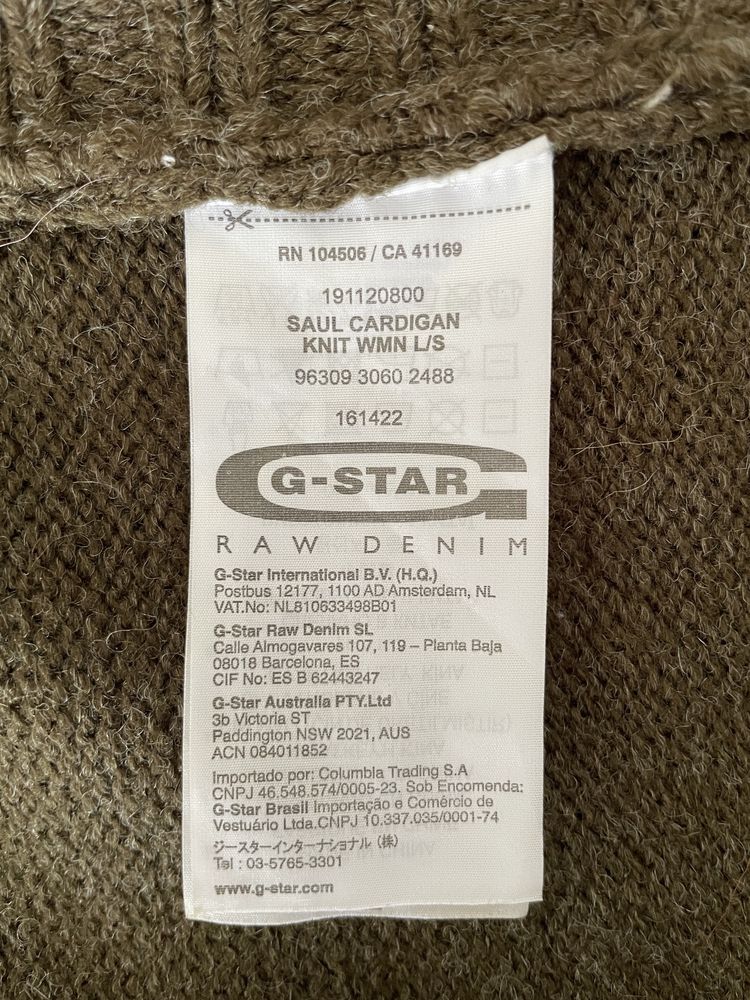 RN 104506 / CA 41169
191120800
SAUL CARDIGAN
KNIT WMN L/S
96309 3060 2488
161422
G-STAR
RAW DENIM
G-Star International B.V. (H.Q.)
Postbus 12177, 1100 AD Amsterdam, NL
VAT.No: NL810633498B01
G-Star Raw Denim SL
Calle Almogavares 107, 119 – Planta Baja
08018 Barcelona, ES
CIF No: ES B 62443247
G-Star Australia PTY.Ltd
3b Victoria ST
Paddington NSW 2021, AUS
ACN 084011852
Importado por: Columbia Trading S.A
CNPJ 46.548.574/0005-23. Sob Encomenda:
G-Star Brasil Importação e Comércio de
Vestuário Ltda.CNPJ 10.337.035/0001-74
ジースターインターナショナル (株)
Tel : 03-5765-3301
www.g-star.com